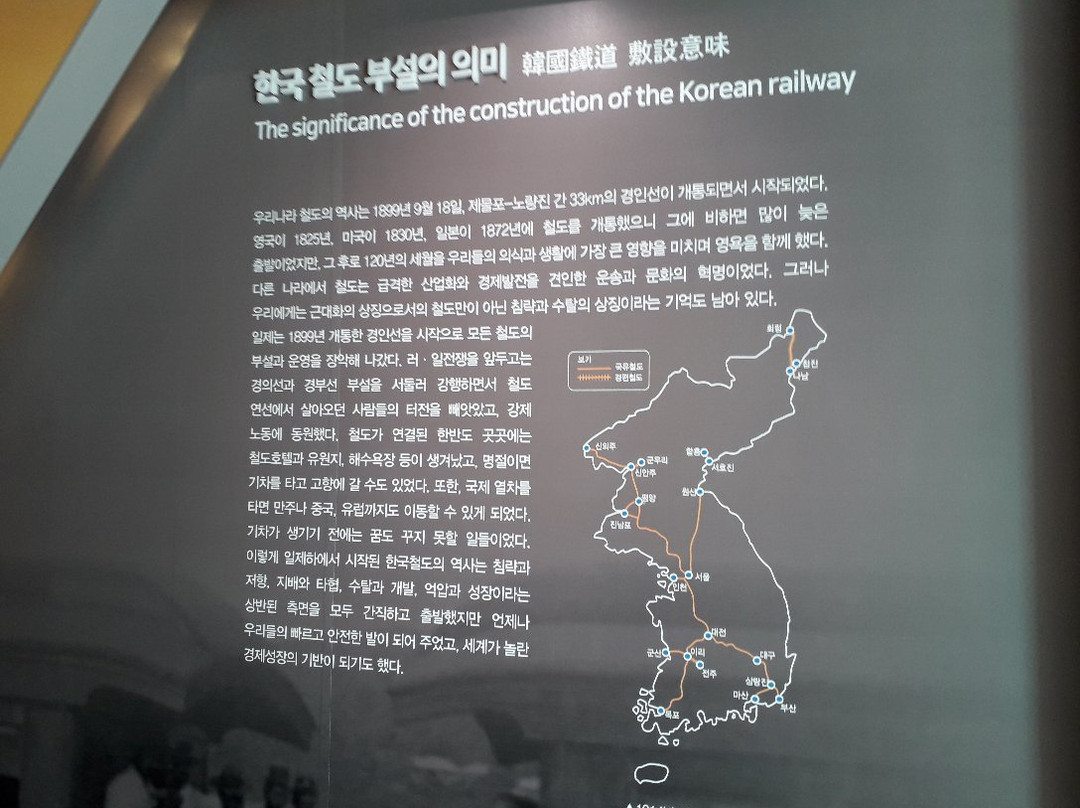 한국 철도 부설의 의미 韓國鐵道 敷設意味
The significance of the construction of the Korean railway
우리나라 철도의 역사는 1899년 9월 18일, 제물포-노량진 간 33km의 경인선이 개통되면서 시작되었다.
영국이 1825년, 미국이 1830년, 일본이 1872년에 철도를 개통했으니 그에 비하면 많이 늦은
출발이었지만, 그 후로 120년의 세월을 우리들의 의식과 생활에 가장 큰 영향을 미치며 영욕을 함께 했다.
다른 나라에서 철도는 급격한 산업화와 경제발전을 견인한 운송과 문화의 혁명이었다. 그러나
우리에게는 근대화의 상징으로서의 철도만이 아닌 침략과 수탈의 상징이라는 기억도 남아 있다.
일제는 1899년 개통한 경인선을 시작으로 모든 철도의
부설과 운영을 장악해 나갔다. 러·일전쟁을 앞두고는
경의선과 경부선 부설을 서둘러 강행하면서 철도
연선에서 살아오던 사람들의 터전을 빼앗았고, 강제
노동에 동원했다. 철도가 연결된 한반도 곳곳에는
철도호텔과 유원지, 해수욕장 등이 생겨났고, 명절이면
기차를 타고 고향에 갈 수도 있었다. 또한, 국제 열차를
타면 만주나 중국, 유럽까지도 이동할 수 있게 되었다.
기차가 생기기 전에는 꿈도 꾸지 못할 일들이었다.
이렇게 일제하에서 시작된 한국철도의 역사는 침략과
저항, 지배와 타협, 수탈과 개발, 억압과 성장이라는
상반된 측면을 모두 간직하고 출발했지만 언제나
우리들의 빠르고 안전한 발이 되어 주었고, 세계가 놀란
경제성장의 기반이 되기도 했다.
보기
국유철도
경편철도
회령
청진
나남
신의주
군우리
신안주
함흥
서호진
평양
원산
진남포
서울
인천
대전
군산
이리
대구
전주
삼랑진
마산
부산
목포